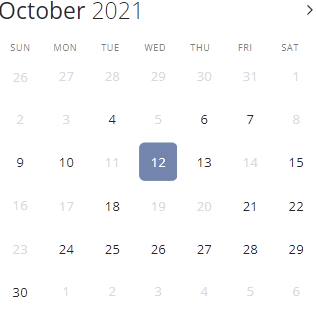 October 2021 >
SUN MON TUE WED THU FRI SAT
26 27 28 29 30 31 1
2 3 4 5 6 7 8
9 10 11 12 13 14 15
16 17 18 19 20 21 22
23 24 25 26 27 28 29
30 1 2 3 4 5 6